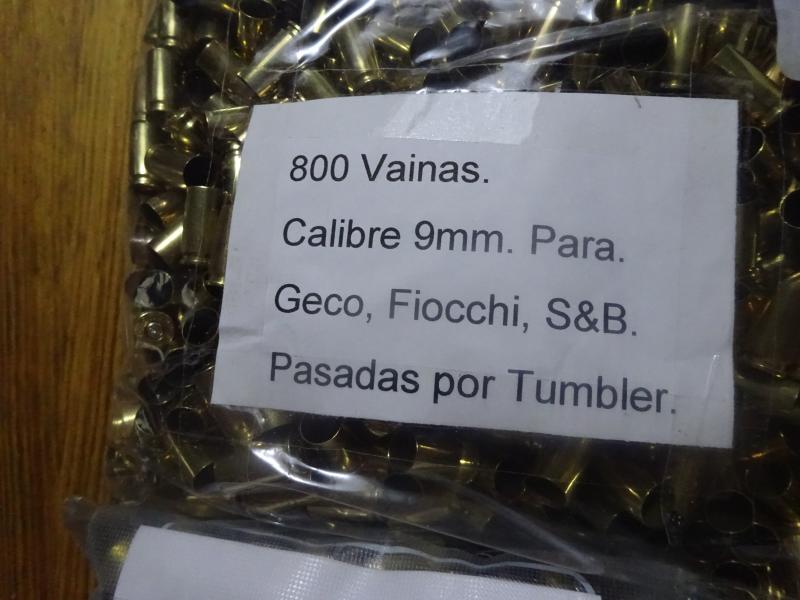 800 Vainas.
Calibre 9mm. Para.
Geco, Fiocchi, S&B.
Pasadas por Tumbler.